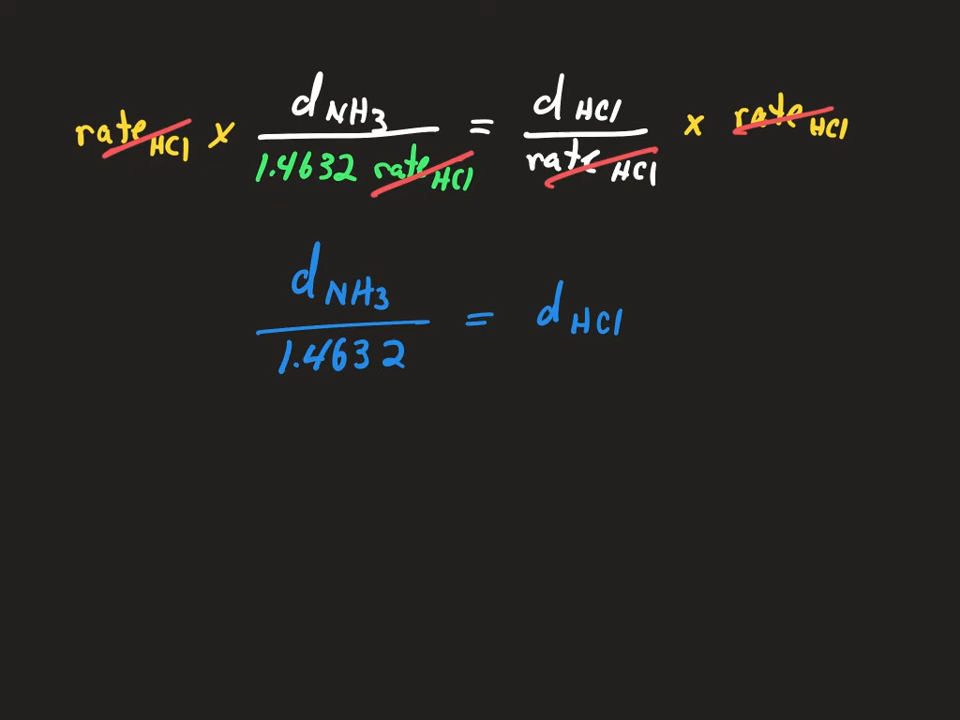 rate HCl × d NH3 / 1.4632 rate HCl = d HCl / rate HCl × rate HCl
d NH3 / 1.4632 = d HCl